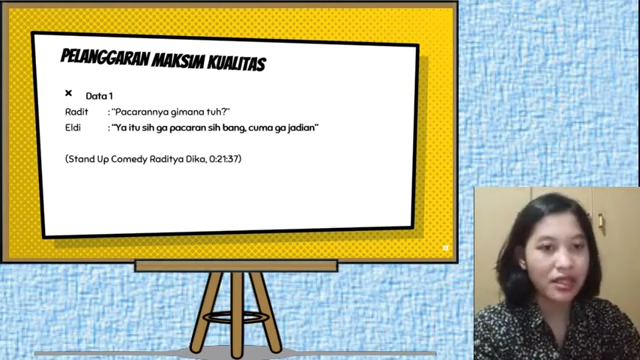 PELANGGARAN MAKSIM KUALITAS
× Data 1
Radit : "Pacarannya gimana tuh?"
Eldi : "Ya itu sih ga pacaran sih bang, cuma ga jadian"
(Stand Up Comedy Raditya Dika, 0:21:37)